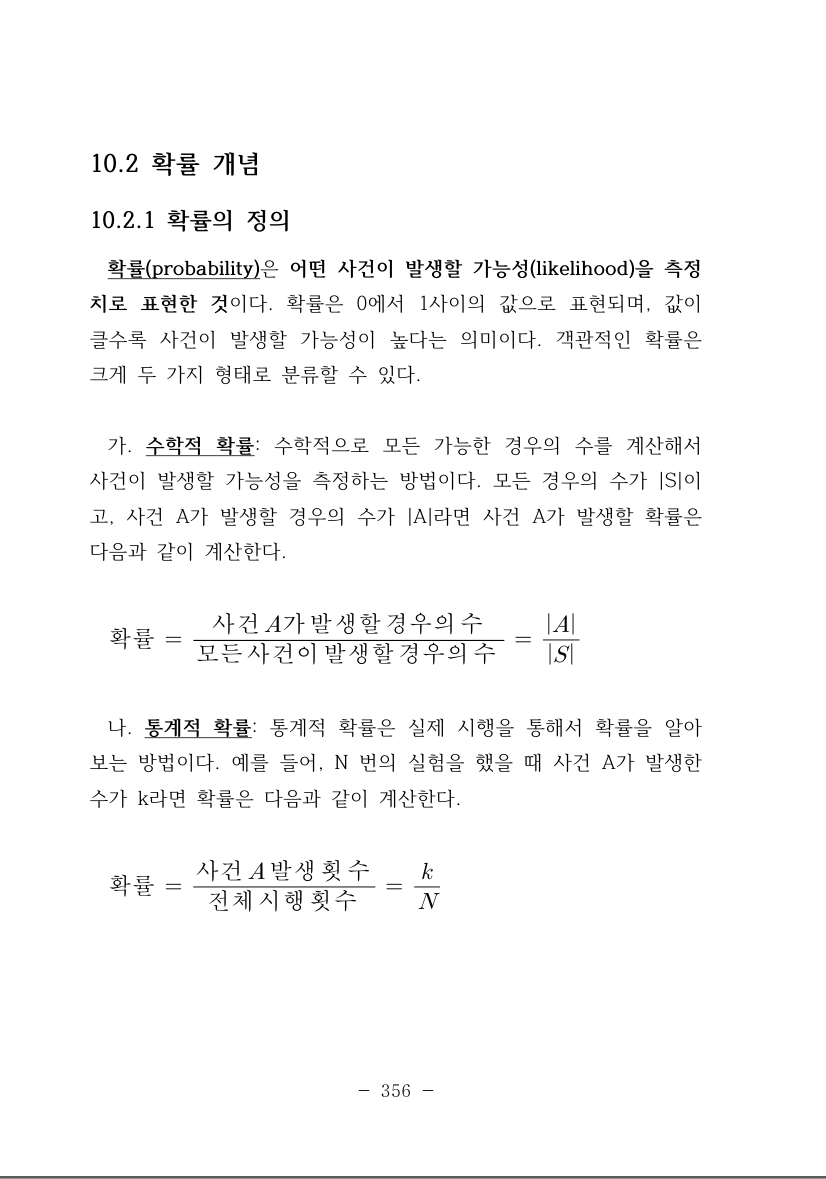 10.2 확률 개념
10.2.1 확률의 정의
확률(probability)은 어떤 사건이 발생할 가능성(likelihood)을 측정
치로 표현한 것이다. 확률은 0에서 1사이의 값으로 표현되며, 값이
클수록 사건이 발생할 가능성이 높다는 의미이다. 객관적인 확률은
크게 두 가지 형태로 분류할 수 있다.
가. 수학적 확률: 수학적으로 모든 가능한 경우의 수를 계산해서
사건이 발생할 가능성을 측정하는 방법이다. 모든 경우의 수가 |S|이
고, 사건 A가 발생할 경우의 수가 |A|라면 사건 A가 발생할 확률은
다음과 같이 계산한다.
확률 = 사건 A가 발생할 경우의 수 / 모든 사건이 발생할 경우의 수 = |A| / |S|
나. 통계적 확률: 통계적 확률은 실제 시행을 통해서 확률을 알아
보는 방법이다. 예를 들어, N 번의 실험을 했을 때 사건 A가 발생한
수가 k라면 확률은 다음과 같이 계산한다.
확률 = 사건 A 발생 횟수 / 전체 시행 횟수 = k / N
- 356 -